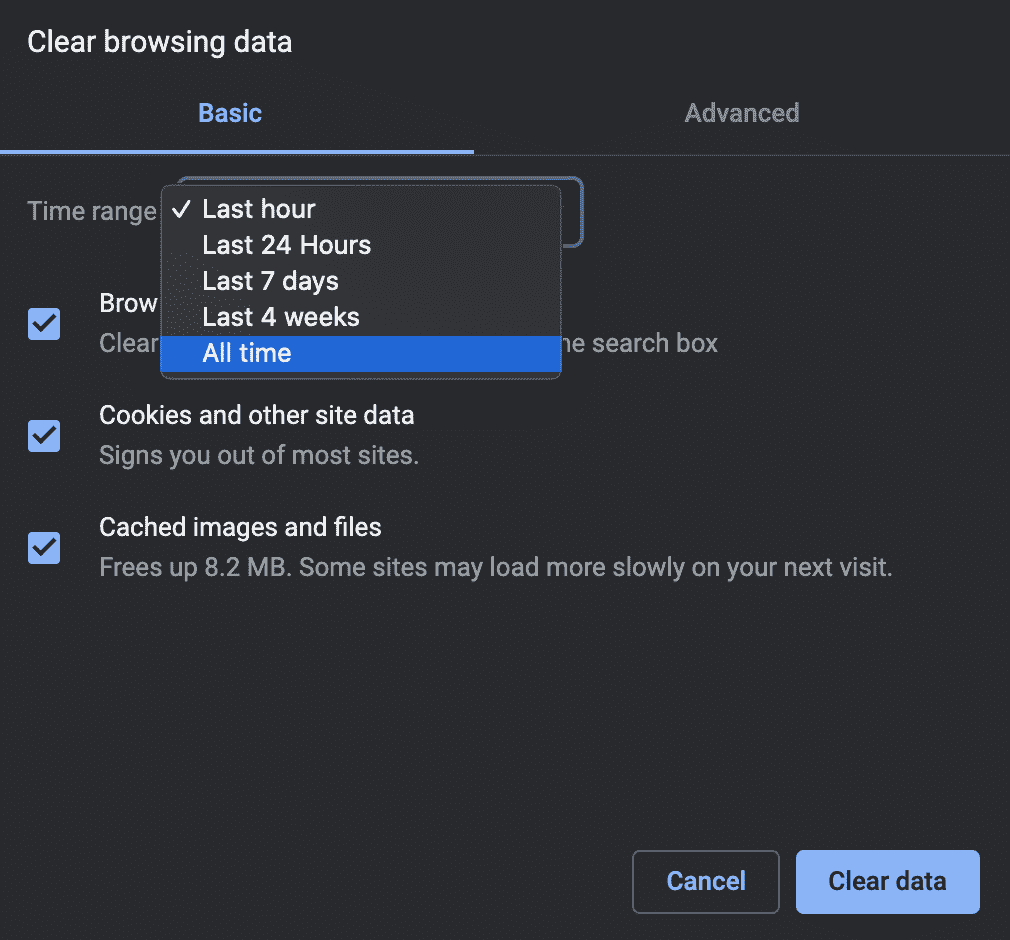 Clear browsing data
Basic
Advanced
Time range
Last hour
Last 24 Hours
Last 7 days
Last 4 weeks
All time
Brow
Clear
search box
Cookies and other site data
Signs you out of most sites.
Cached images and files
Frees up 8.2 MB. Some sites may load more slowly on your next visit.
Cancel
Clear data